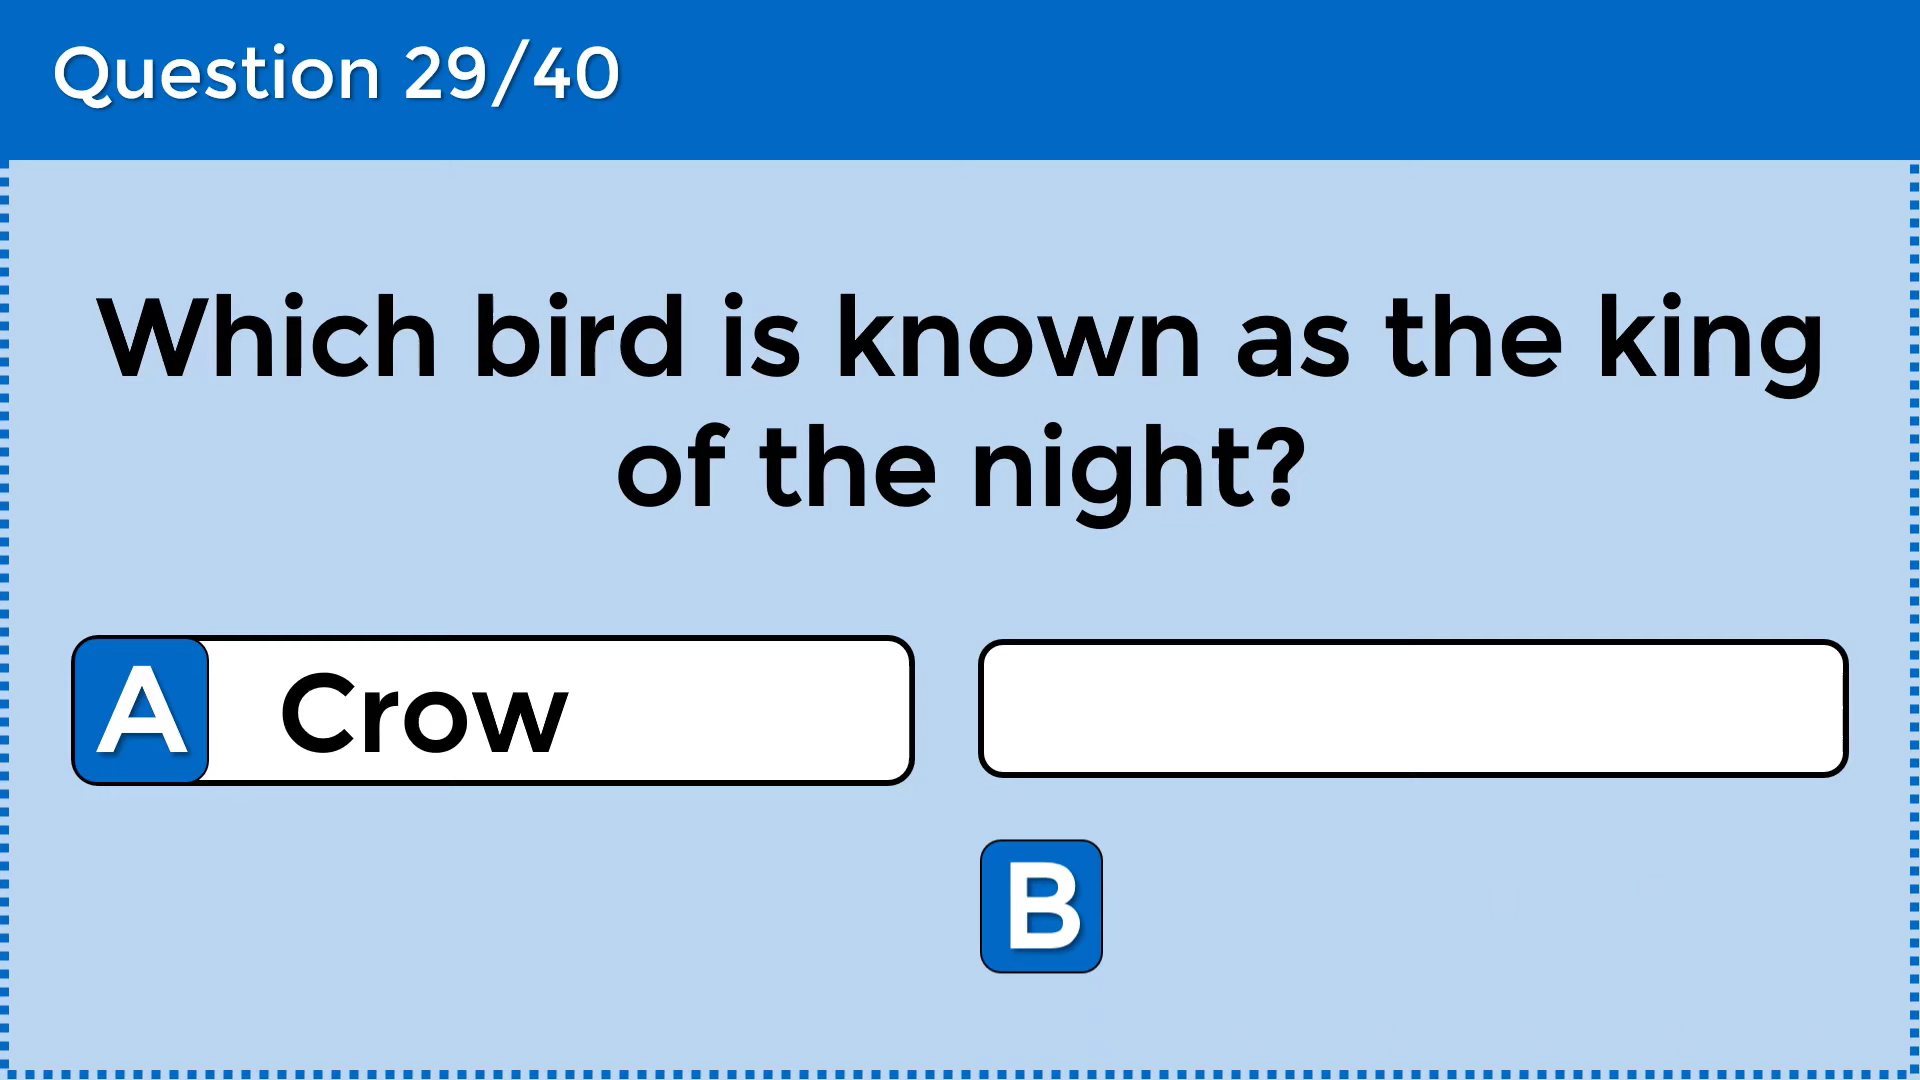 Question 29/40
Which bird is known as the king
of the night?
A Crow
B